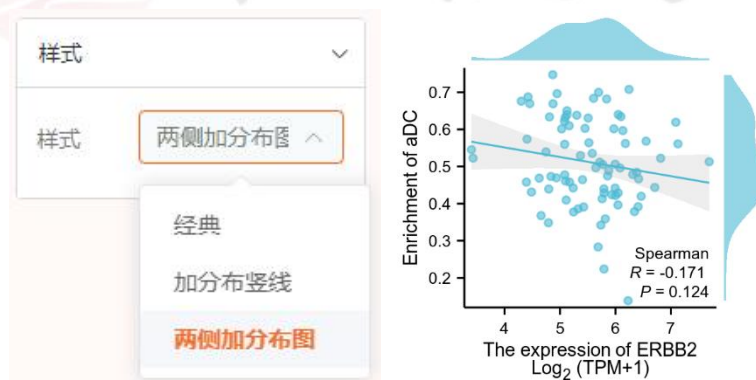 样式
样式
两侧加分布图
经典
加分布竖线
两侧加分布图
Enrichment of aDC
0.7
0.6
0.5
0.4
0.3
0.2
Spearman
R = -0.171
P = 0.124
4 5 6 7
The expression of ERBB2
Log₂ (TPM+1)